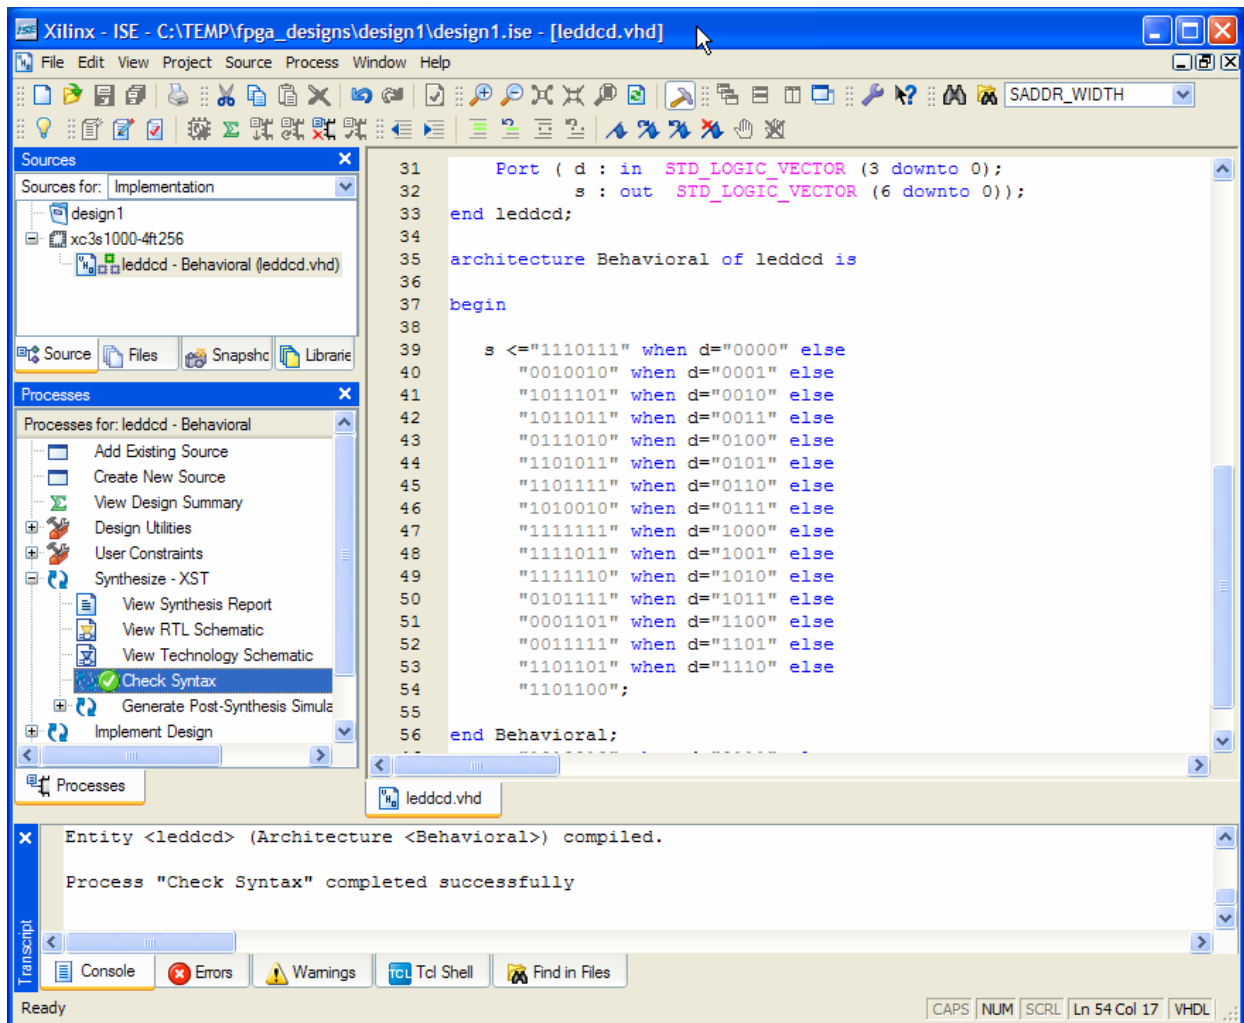 Xilinx - ISE - C:\TEMP\fpga_designs\design1\design1.ise - [leddcd.vhd]
File Edit View Project Source Process Window Help
SADDR_WIDTH
Sources
Sources for: Implementation
design1
xc3s1000-4ft256
leddcd - Behavioral (leddcd.vhd)
Source Files Snapshc Librarie
Processes
Processes for: leddcd - Behavioral
Add Existing Source
Create New Source
View Design Summary
Design Utilities
User Constraints
Synthesize - XST
View Synthesis Report
View RTL Schematic
View Technology Schematic
Check Syntax
Generate Post-Synthesis Simula
Implement Design
Processes
31 Port ( d : in STD_LOGIC_VECTOR (3 downto 0);
32 s : out STD_LOGIC_VECTOR (6 downto 0));
33 end leddcd;
34
35 architecture Behavioral of leddcd is
36
37 begin
38
39 s <="1110111" when d="0000" else
40 "0010010" when d="0001" else
41 "1011101" when d="0010" else
42 "1011011" when d="0011" else
43 "0111010" when d="0100" else
44 "1101011" when d="0101" else
45 "1101111" when d="0110" else
46 "1010010" when d="0111" else
47 "1111111" when d="1000" else
48 "1111011" when d="1001" else
49 "1111110" when d="1010" else
50 "0101111" when d="1011" else
51 "0001101" when d="1100" else
52 "0011111" when d="1101" else
53 "1101101" when d="1110" else
54 "1101100";
55
56 end Behavioral;
leddcd.vhd
Entity <leddcd> (Architecture <Behavioral>) compiled.
Process "Check Syntax" completed successfully
Transcript
Console Errors Warnings TCL Tcl Shell Find in Files
Ready CAPS NUM SCRL Ln 54 Col 17 VHDL